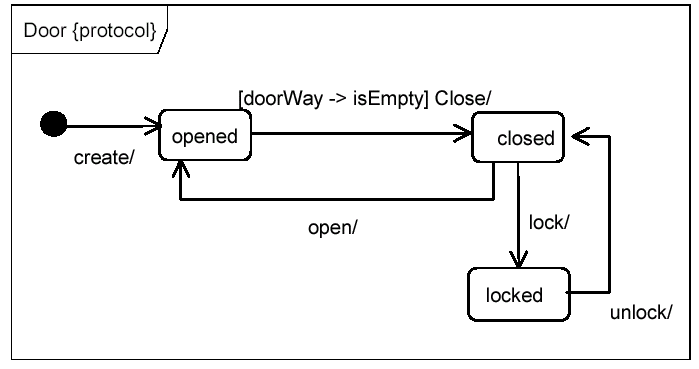 Door {protocol}
[doorWay -> isEmpty] Close/
opened
closed
create/
open/
lock/
locked
unlock/